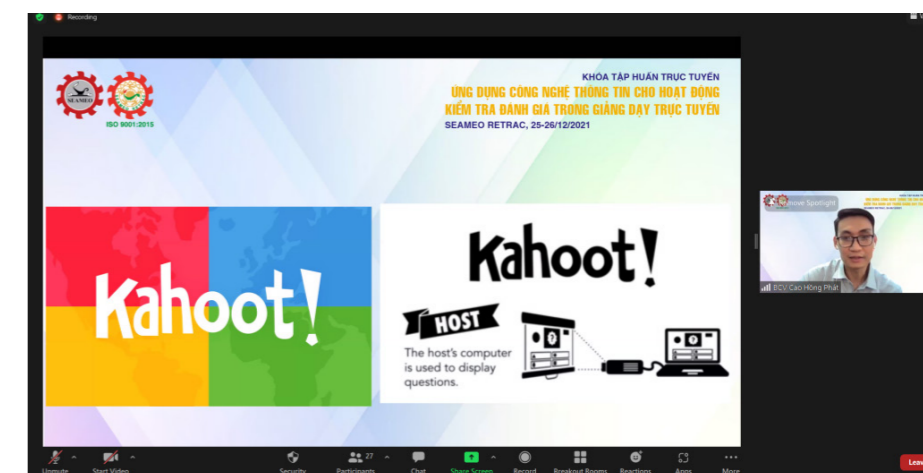 Recording
KHÓA TẬP HUẤN TRỰC TUYẾN
ỨNG DỤNG CÔNG NGHỆ THÔNG TIN CHO HOẠT ĐỘNG
KIỂM TRA ĐÁNH GIÁ TRONG GIẢNG DẠY TRỰC TUYẾN
SEAMEO RETRAC, 25-26/12/2021
SEAMEO
ISO 9001:2015
Kahoot!
Kahoot!
HOST
The host's computer
is used to display
questions.
move Spotlight
BCV Cao Hồng Phát
Unmute
Start Video
Security
27
Participants
Chat
Share Screen
Record
Breakout Rooms
Reactions
Apps
More
Leav